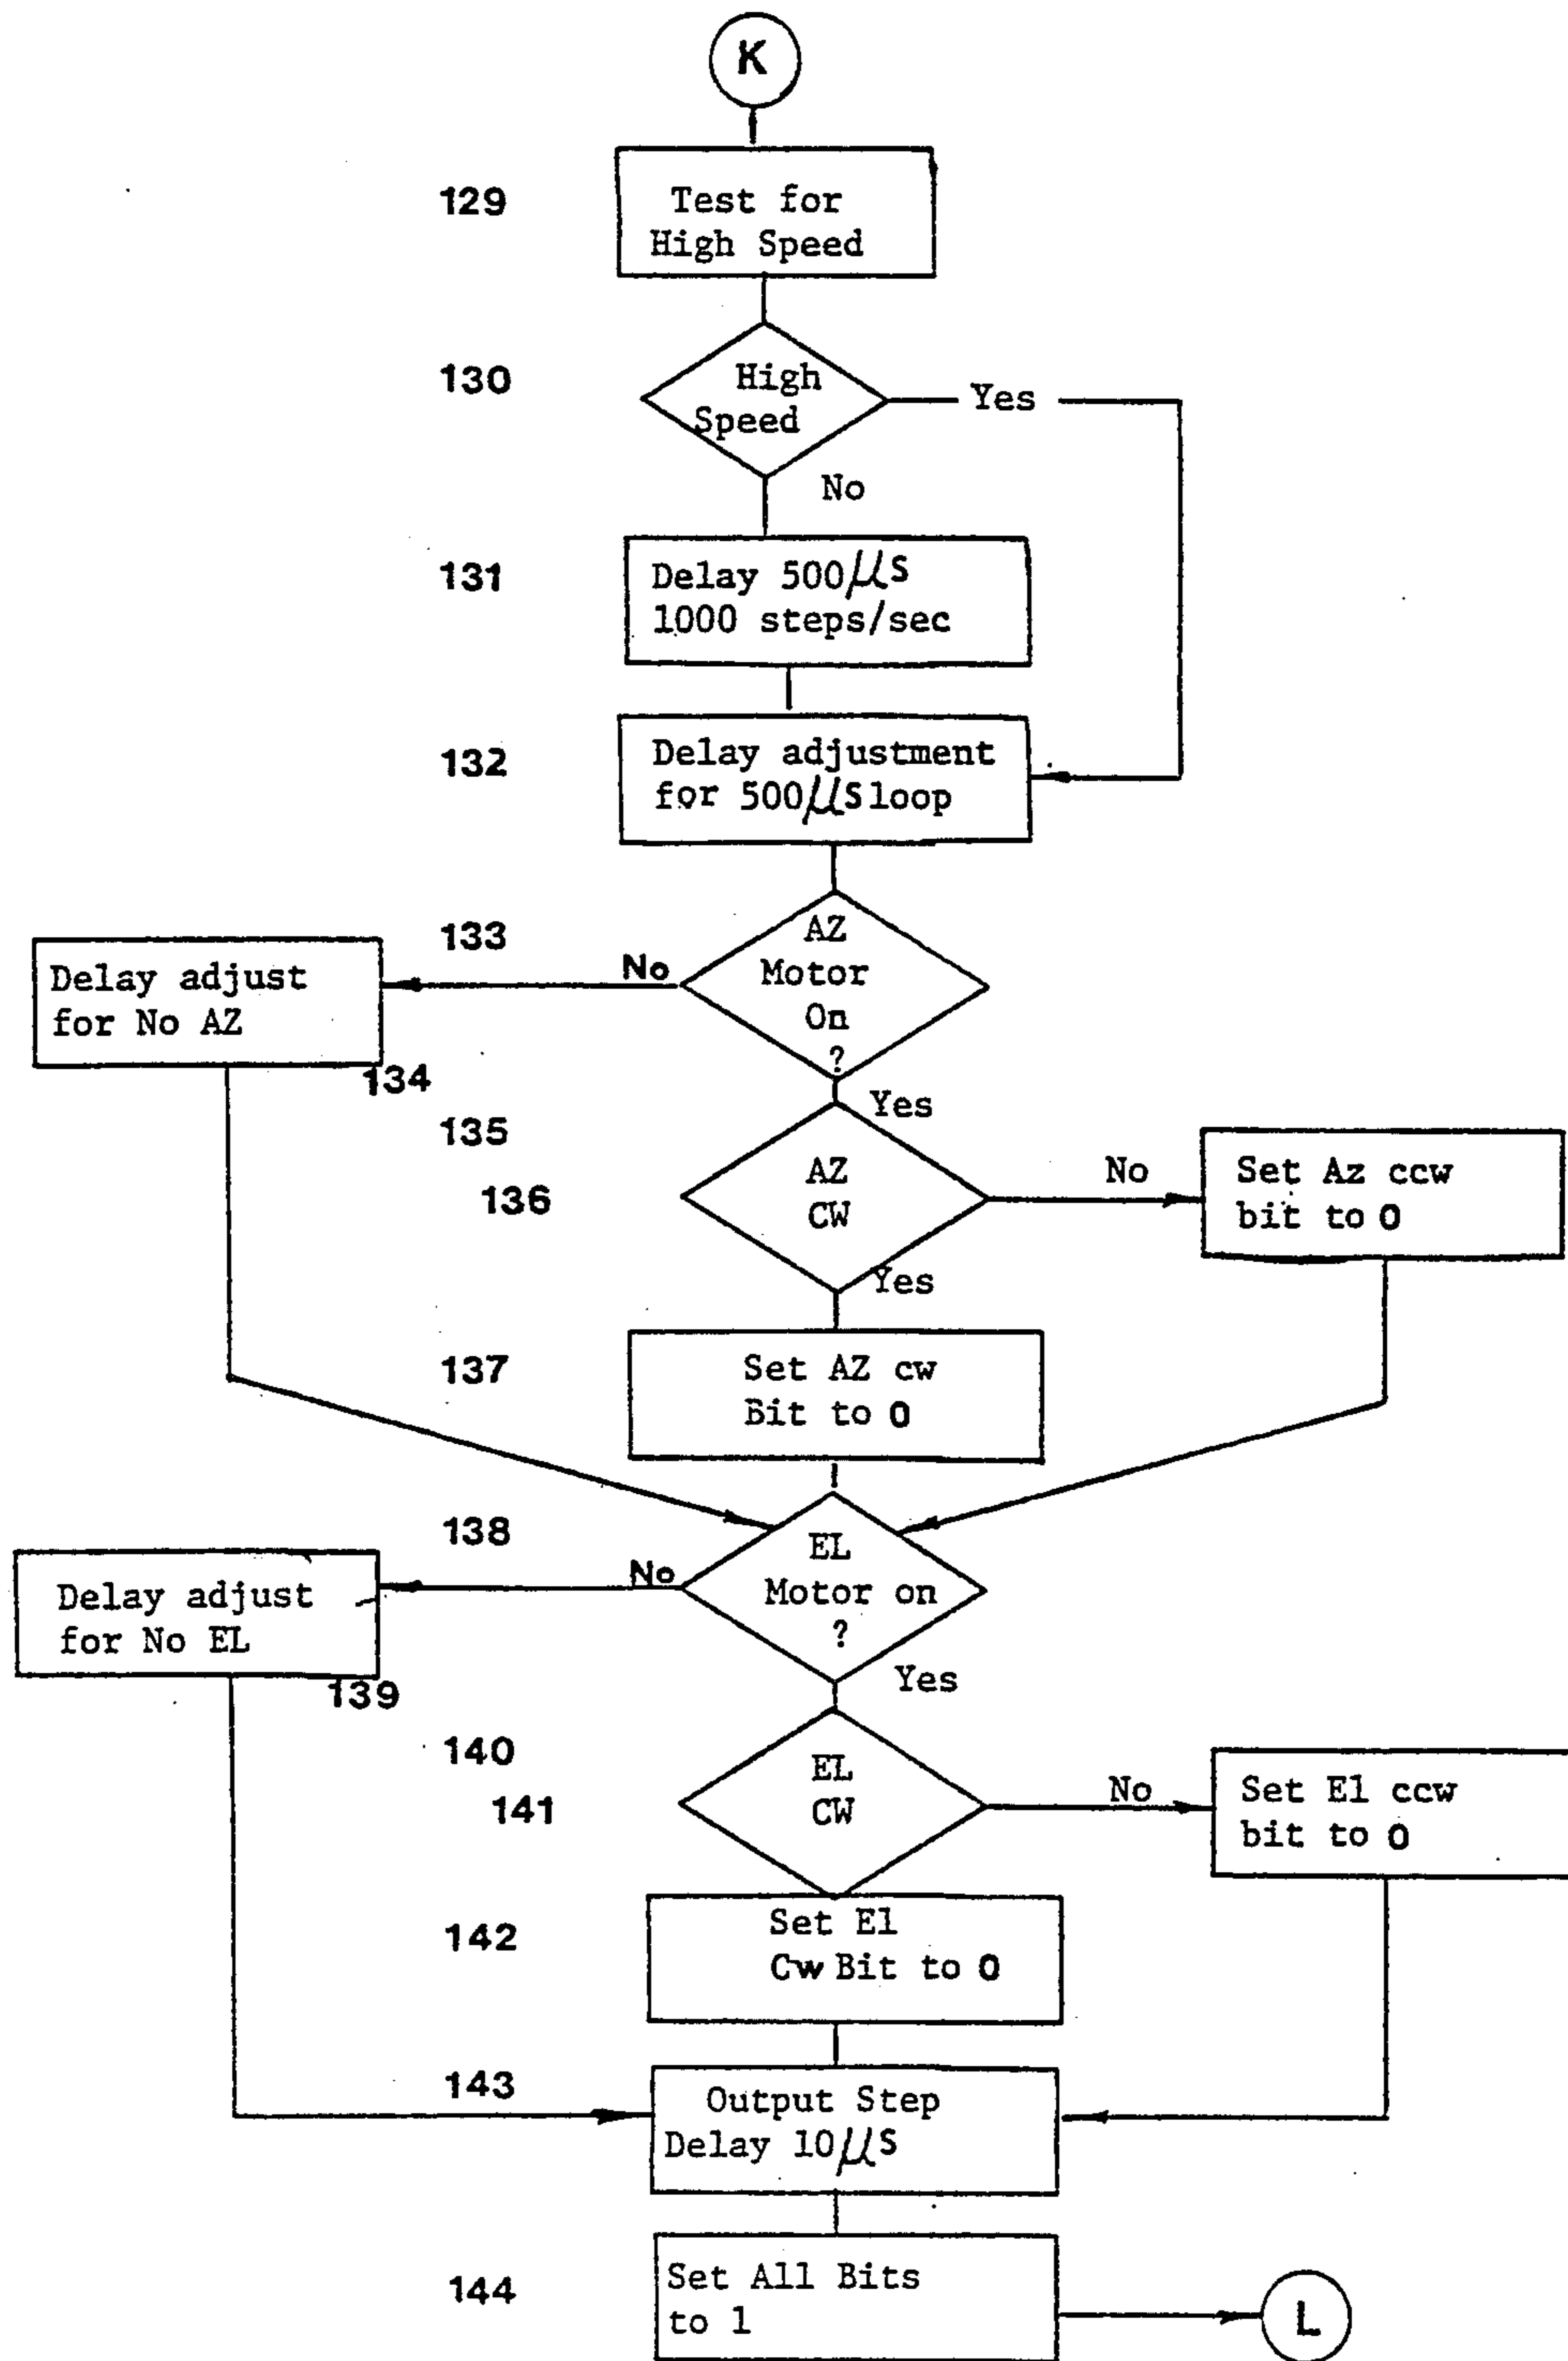 K
129
Test for
High Speed
130
High
Speed
Yes
No
131
Delay 500μS
1000 steps/sec
132
Delay adjustment
for 500μS loop
133
AZ
Motor
On
?
No
Delay adjust
for No AZ
134
Yes
135
136
AZ
CW
No
Set Az ccw
bit to 0
Yes
137
Set AZ cw
Bit to 0
138
EL
Motor on
?
No
Delay adjust
for No EL
139
Yes
140
141
EL
CW
No
Set El ccw
bit to 0
142
Set El
Cw Bit to 0
143
Output Step
Delay 10μS
144
Set All Bits
to 1
L